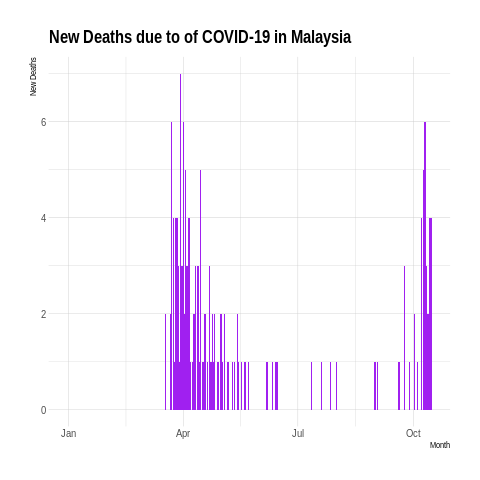 New Deaths due to of COVID-19 in Malaysia
New Deaths
6
4
2
0
Jan Apr Jul Oct
Month